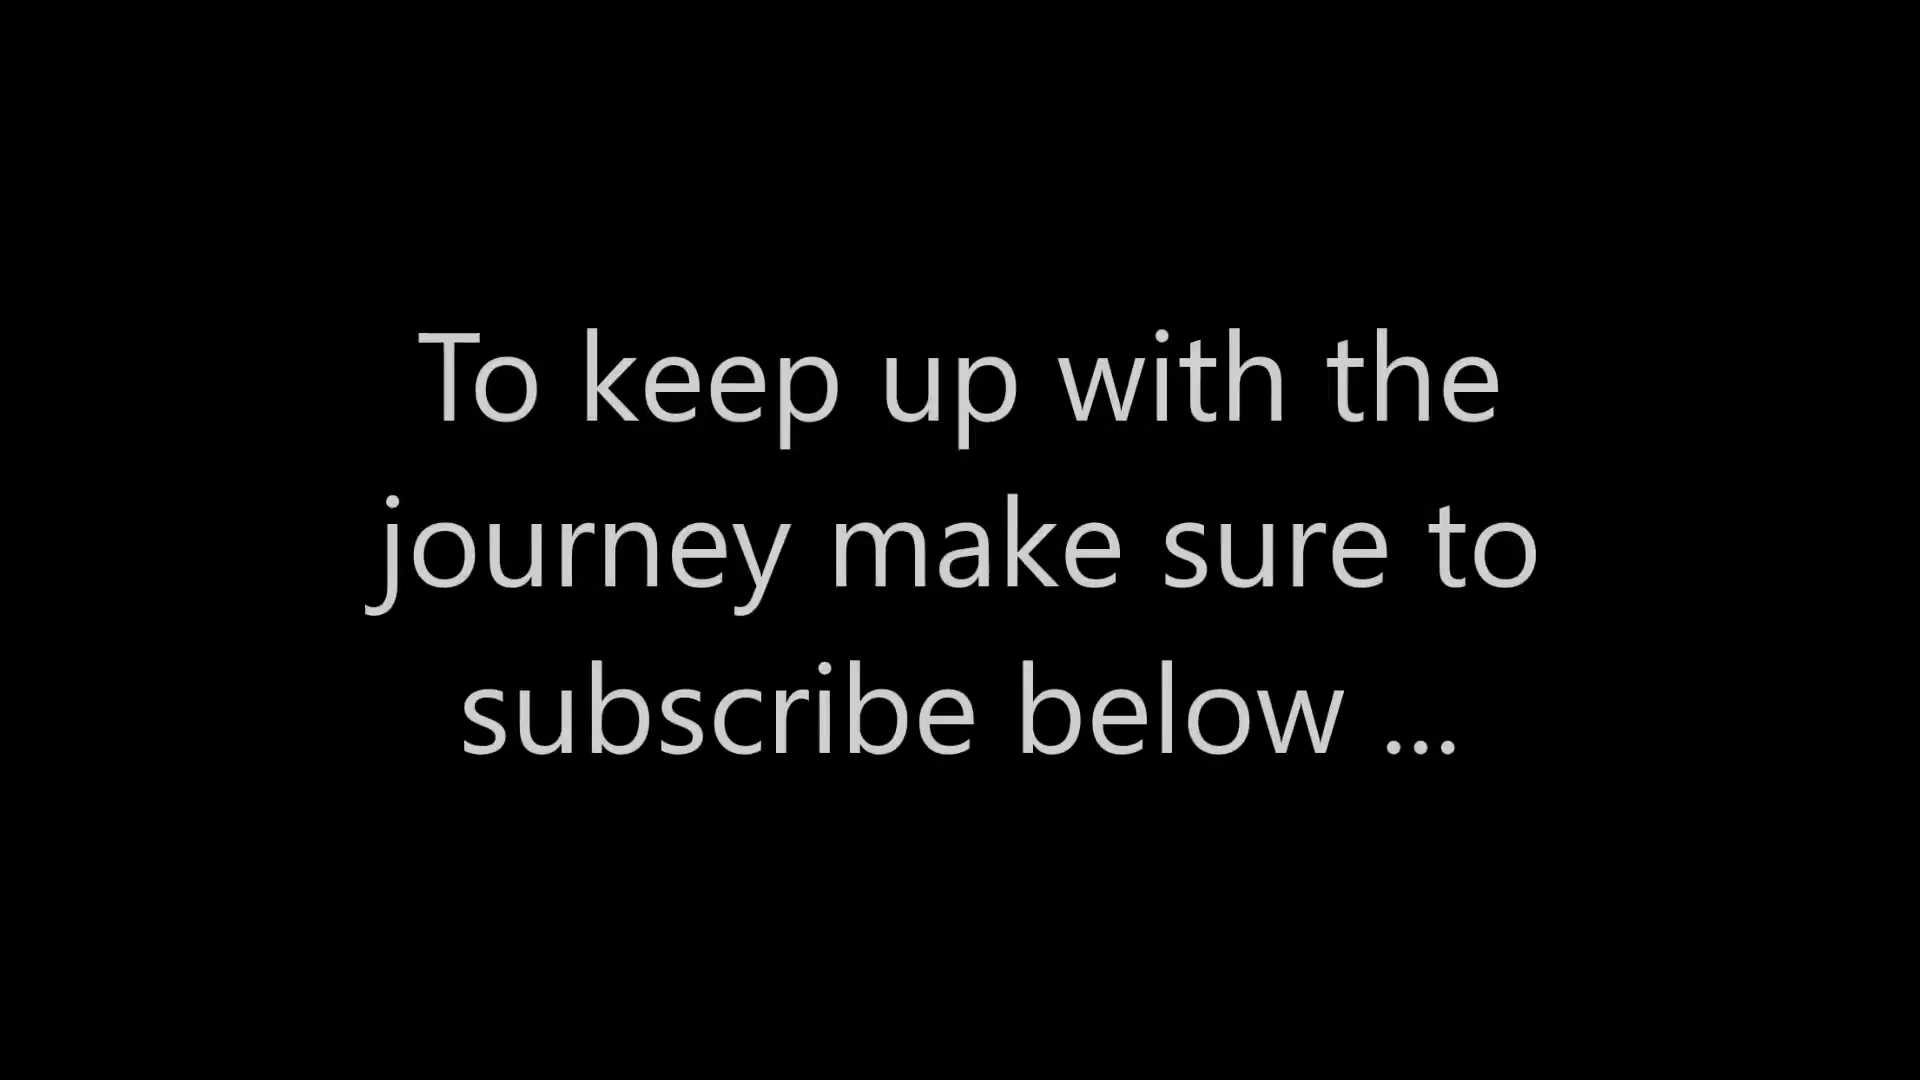 To keep up with the
journey make sure to
subscribe below ...